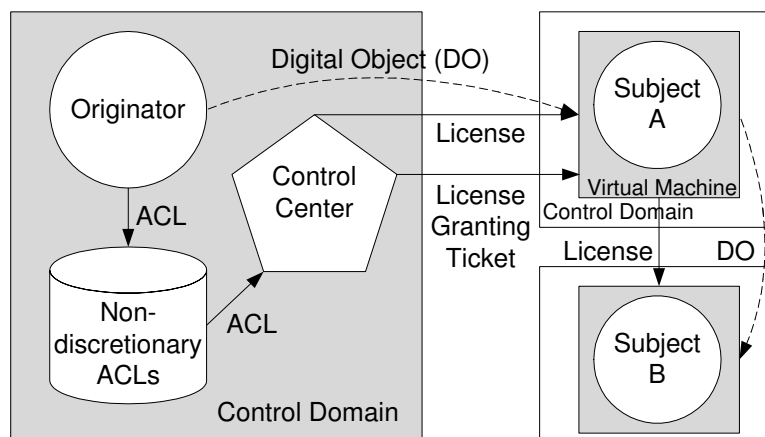 Digital Object (DO)
Originator
ACL
Non-
discretionary
ACLs
ACL
Control
Center
Control Domain
License
License
Granting
Ticket
Subject
A
Virtual Machine
Control Domain
License
DO
Subject
B